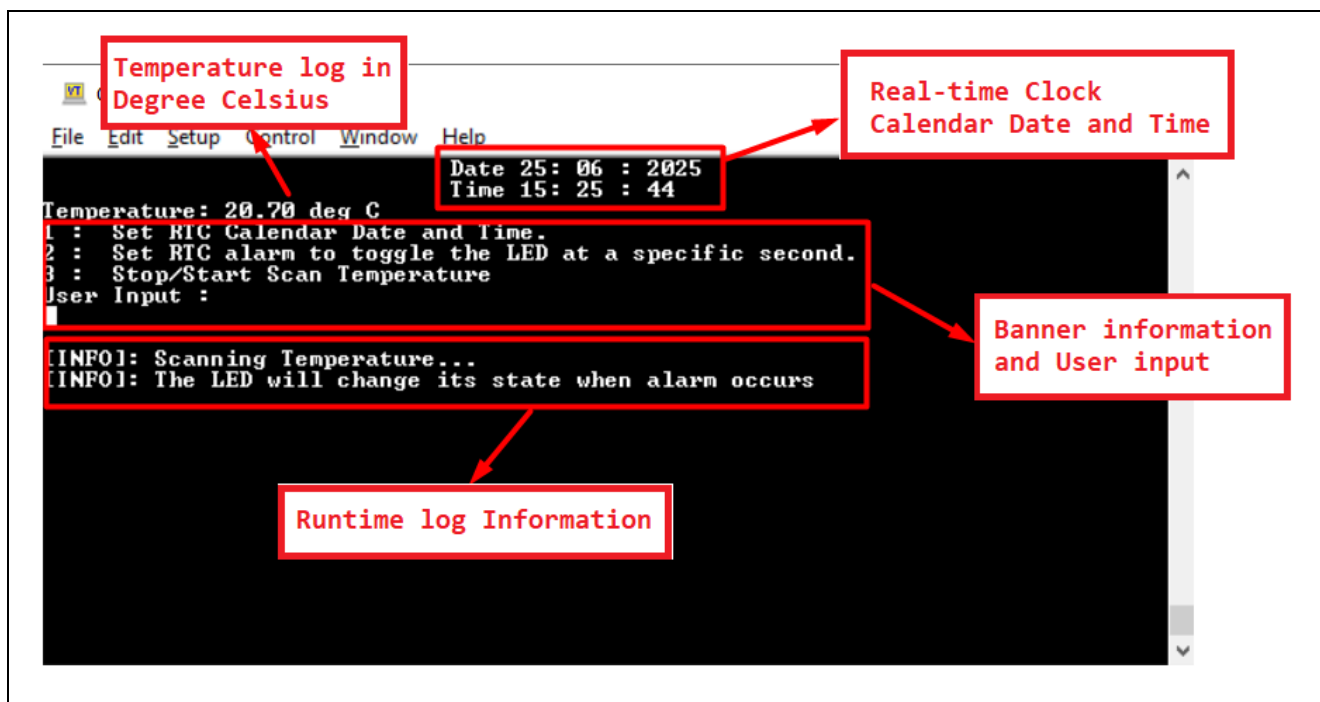 Temperature log in
Degree Celsius
Real-time Clock
Calendar Date and Time
VT
File Edit Setup Control Window Help
Date 25: 06 : 2025
Time 15: 25 : 44
Temperature: 20.70 deg C
1 : Set RTC Calendar Date and Time.
2 : Set RTC alarm to toggle the LED at a specific second.
3 : Stop/Start Scan Temperature
User Input :
Banner information
and User input
[INFO]: Scanning Temperature...
[INFO]: The LED will change its state when alarm occurs
Runtime log Information